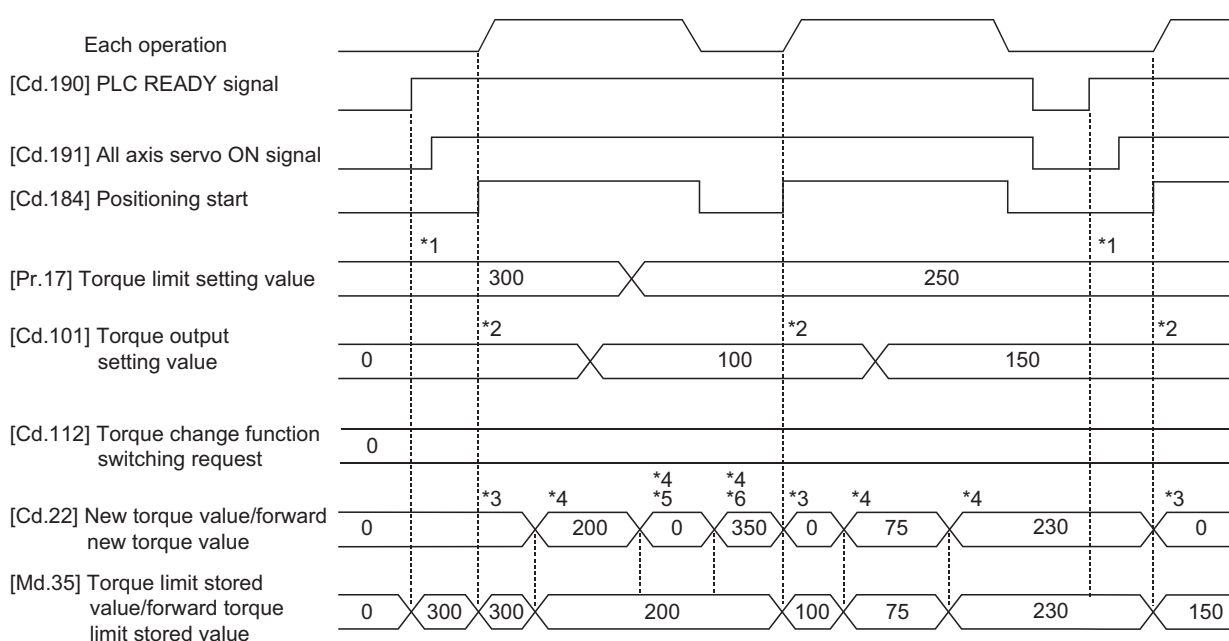 Each operation
[Cd.190] PLC READY signal
[Cd.191] All axis servo ON signal
[Cd.184] Positioning start
*1 *1
[Pr.17] Torque limit setting value 300 250
*2 *2 *2
[Cd.101] Torque output
setting value 0 100 150
[Cd.112] Torque change function
switching request 0
*4 *4
*3 *4 *5 *6 *3 *4 *4 *3
[Cd.22] New torque value/forward
new torque value 0 200 0 350 0 75 230 0
[Md.35] Torque limit stored
value/forward torque
limit stored value 0 300 300 200 100 75 230 150